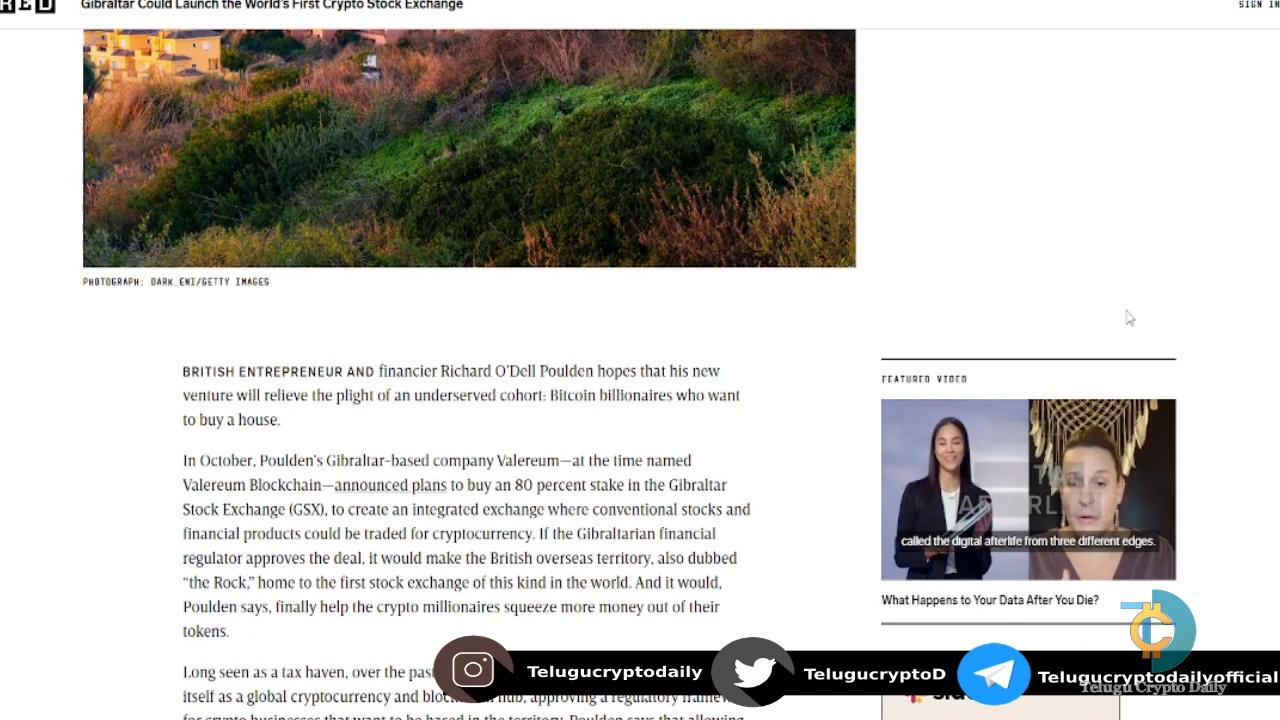 RED
Gibraltar Could Launch the World's First Crypto Stock Exchange
SIGN IN
PHOTOGRAPH: DARK_ENI/GETTY IMAGES
BRITISH ENTREPRENEUR AND financier Richard O'Dell Poulden hopes that his new
venture will relieve the plight of an underserved cohort: Bitcoin billionaires who want
to buy a house.
In October, Poulden's Gibraltar-based company Valereum—at the time named
Valereum Blockchain—announced plans to buy an 80 percent stake in the Gibraltar
Stock Exchange (GSX), to create an integrated exchange where conventional stocks and
financial products could be traded for cryptocurrency. If the Gibraltarian financial
regulator approves the deal, it would make the British overseas territory, also dubbed
“the Rock,” home to the first stock exchange of this kind in the world. And it would,
Poulden says, finally help the crypto millionaires squeeze more money out of their
tokens.
Long seen as a tax haven, over the past
itself as a global cryptocurrency and hub, approving a regulatory
for crypto businesses that want to be based in the territory. Poulden says that allowing
FEATURED VIDEO
called the digital afterlife from three different edges.
What Happens to Your Data After You Die?
Telugucryptodaily
TelugucryptoD
Telugucryptodailyofficial
Telugu Crypto Daily